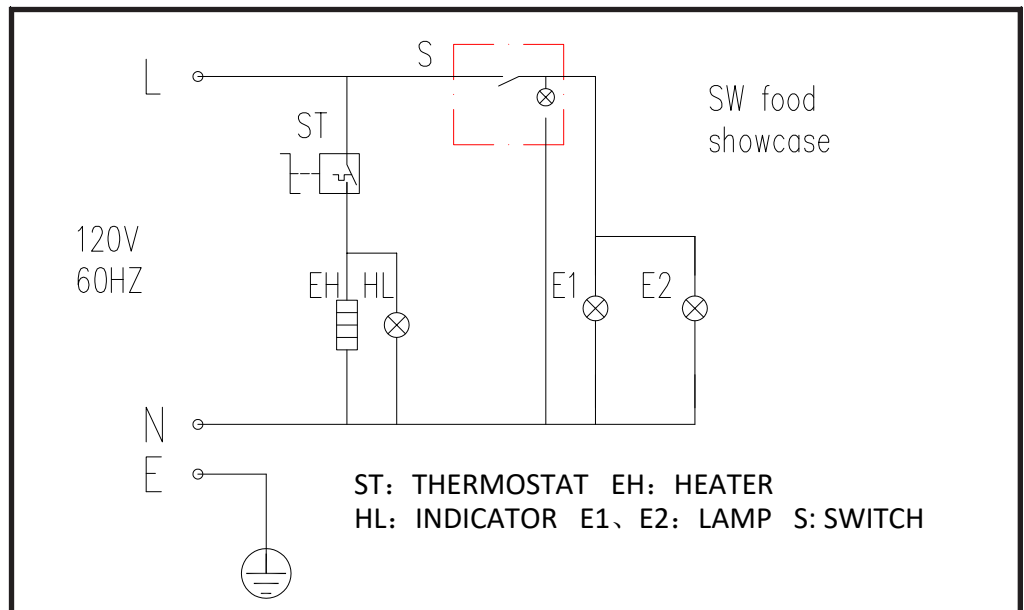 S
L
SW food
showcase
ST
120V
60HZ
EH HL E1 E2
N
E
ST：THERMOSTAT EH：HEATER
HL：INDICATOR E1、E2：LAMP S: SWITCH